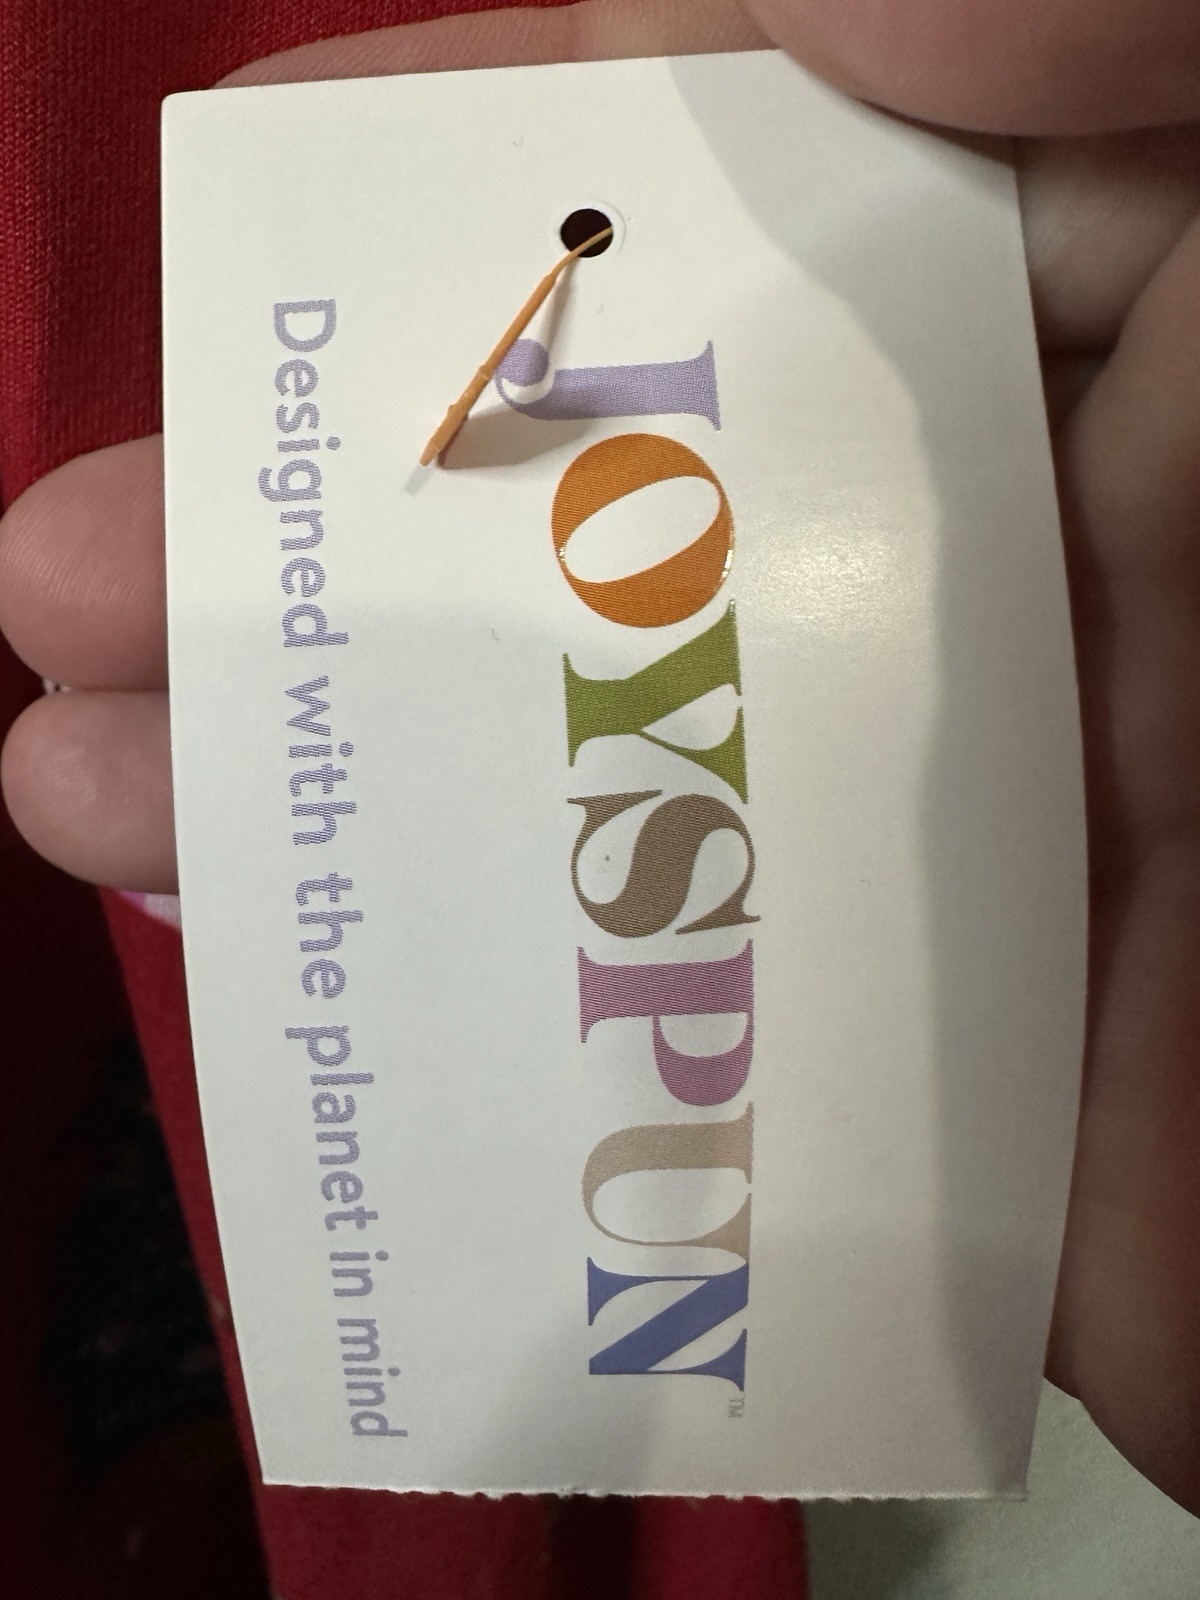 JOYSPUN™
Designed with the planet in mind